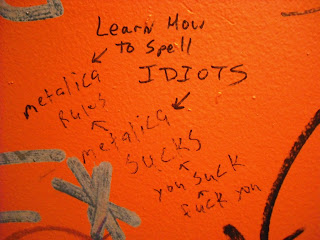 Learn How
To Spell
IDIOTS
metalica
Rules
metalica
SUCKS
you suck
fuck you